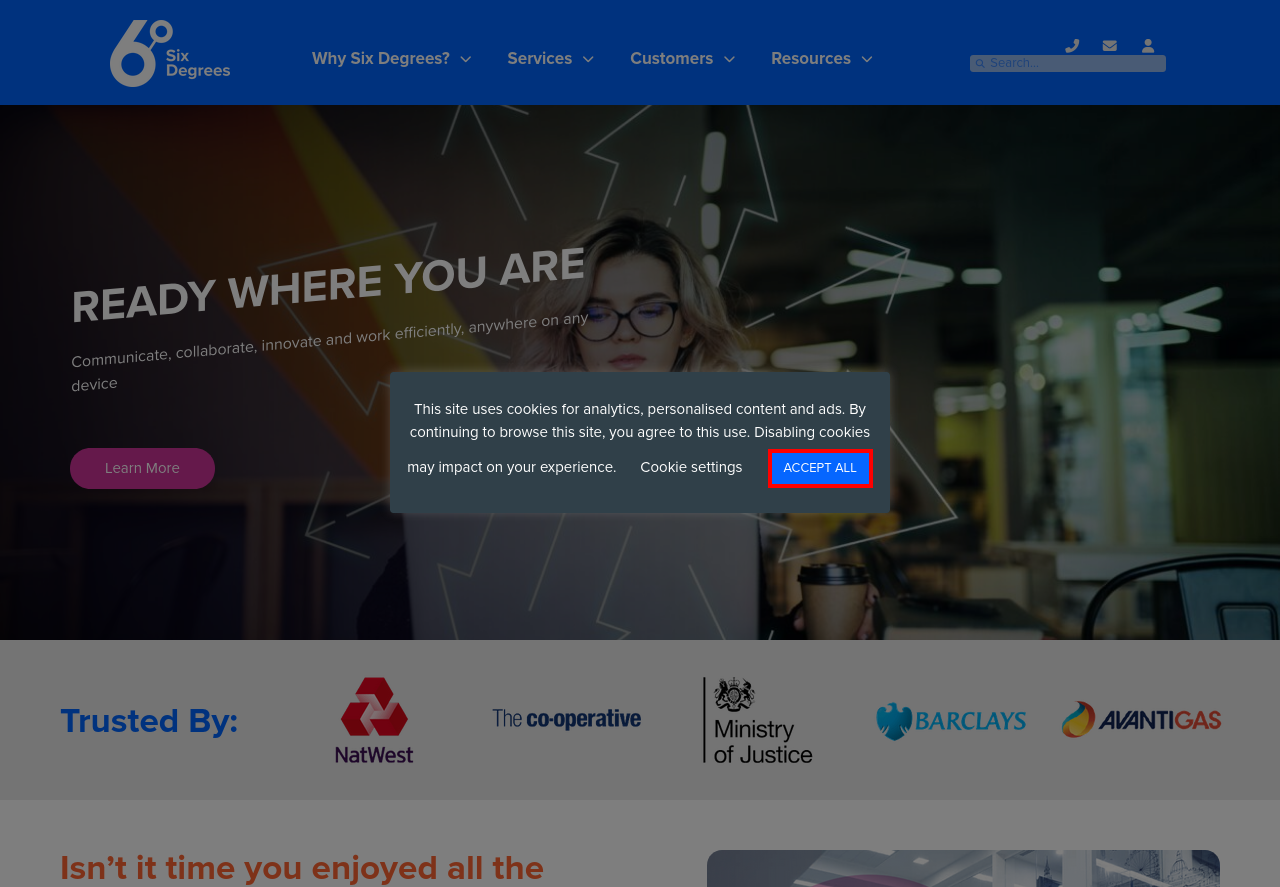 6° Six
Degrees
Why Six Degrees?
Services
Customers
Resources
Search...
READY WHERE YOU ARE
Communicate, collaborate, innovate and work efficiently, anywhere on any
device
Learn More
This site uses cookies for analytics, personalised content and ads. By
continuing to browse this site, you agree to this use. Disabling cookies
may impact on your experience. Cookie settings ACCEPT ALL
Trusted By:
NatWest
The co-operative
Ministry
of Justice
BARCLAYS
AVANTIGAS
Isn’t it time you enjoyed all the